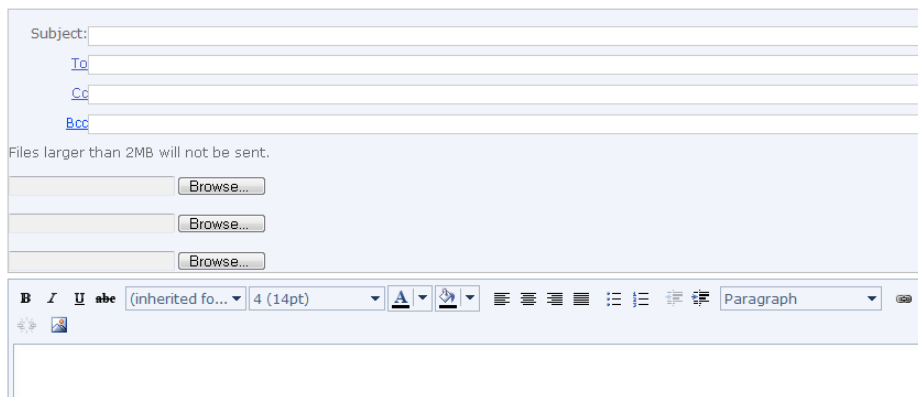 Subject:
To
Cc
Bcc
Files larger than 2MB will not be sent.
Browse...
Browse...
Browse...
B I U abc (inherited fo... 4 (14pt) A Paragraph